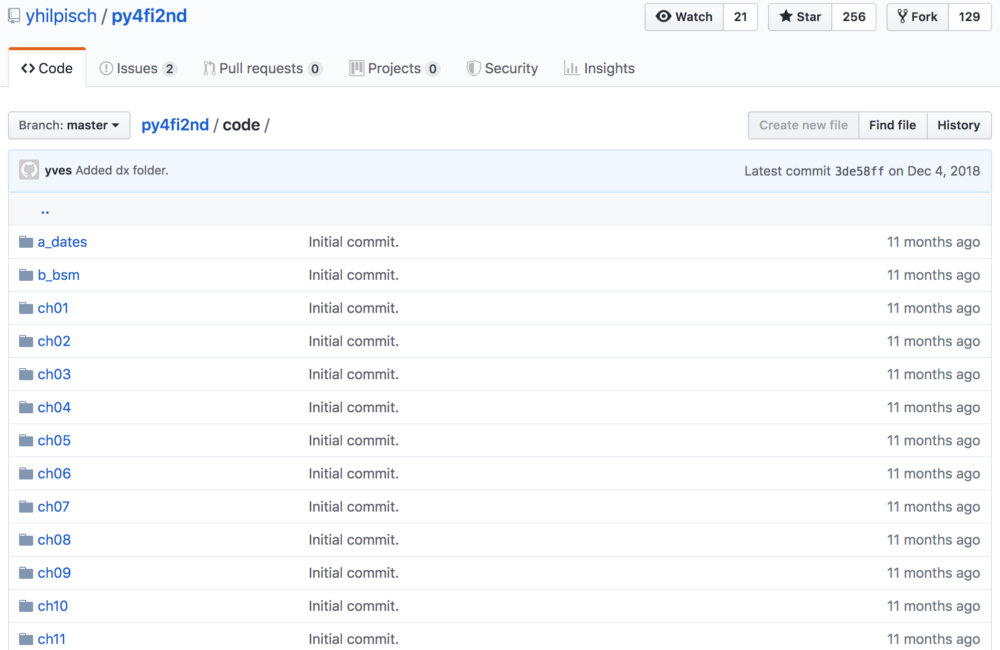 yhilpisch / py4fi2nd
Watch 21 Star 256 Fork 129
Code Issues 2 Pull requests 0 Projects 0 Security Insights
Branch: master py4fi2nd / code / Create new file Find file History
yves Added dx folder. Latest commit 3de58ff on Dec 4, 2018
..
a_dates Initial commit. 11 months ago
b_bsm Initial commit. 11 months ago
ch01 Initial commit. 11 months ago
ch02 Initial commit. 11 months ago
ch03 Initial commit. 11 months ago
ch04 Initial commit. 11 months ago
ch05 Initial commit. 11 months ago
ch06 Initial commit. 11 months ago
ch07 Initial commit. 11 months ago
ch08 Initial commit. 11 months ago
ch09 Initial commit. 11 months ago
ch10 Initial commit. 11 months ago
ch11 Initial commit. 11 months ago